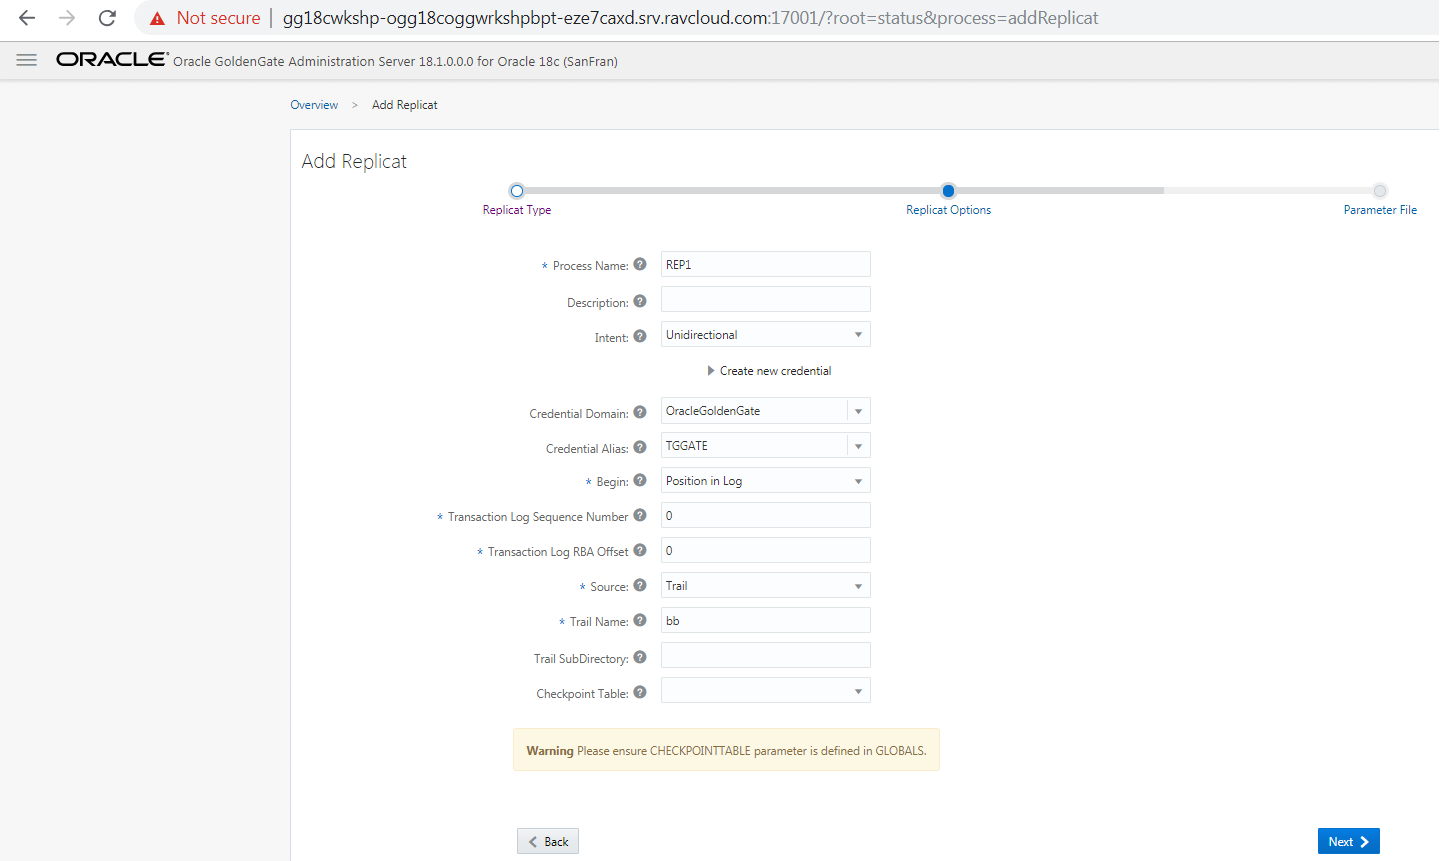 Not secure | gg18cwkshp-ogg18coggwrkshpbpt-eze7caxd.srv.ravcloud.com:17001/?root=status&process=addReplicat
ORACLE® Oracle GoldenGate Administration Server 18.1.0.0.0 for Oracle 18c (SanFran)
Overview > Add Replicat
Add Replicat
Replicat Type Replicat Options Parameter File
* Process Name: ? REP1
Description: ?
Intent: ? Unidirectional
Create new credential
Credential Domain: ? OracleGoldenGate
Credential Alias: ? TGGATE
* Begin: ? Position in Log
* Transaction Log Sequence Number ? 0
* Transaction Log RBA Offset ? 0
* Source: ? Trail
* Trail Name: ? bb
Trail SubDirectory: ?
Checkpoint Table: ?
Warning Please ensure CHECKPOINTTABLE parameter is defined in GLOBALS.
Back Next